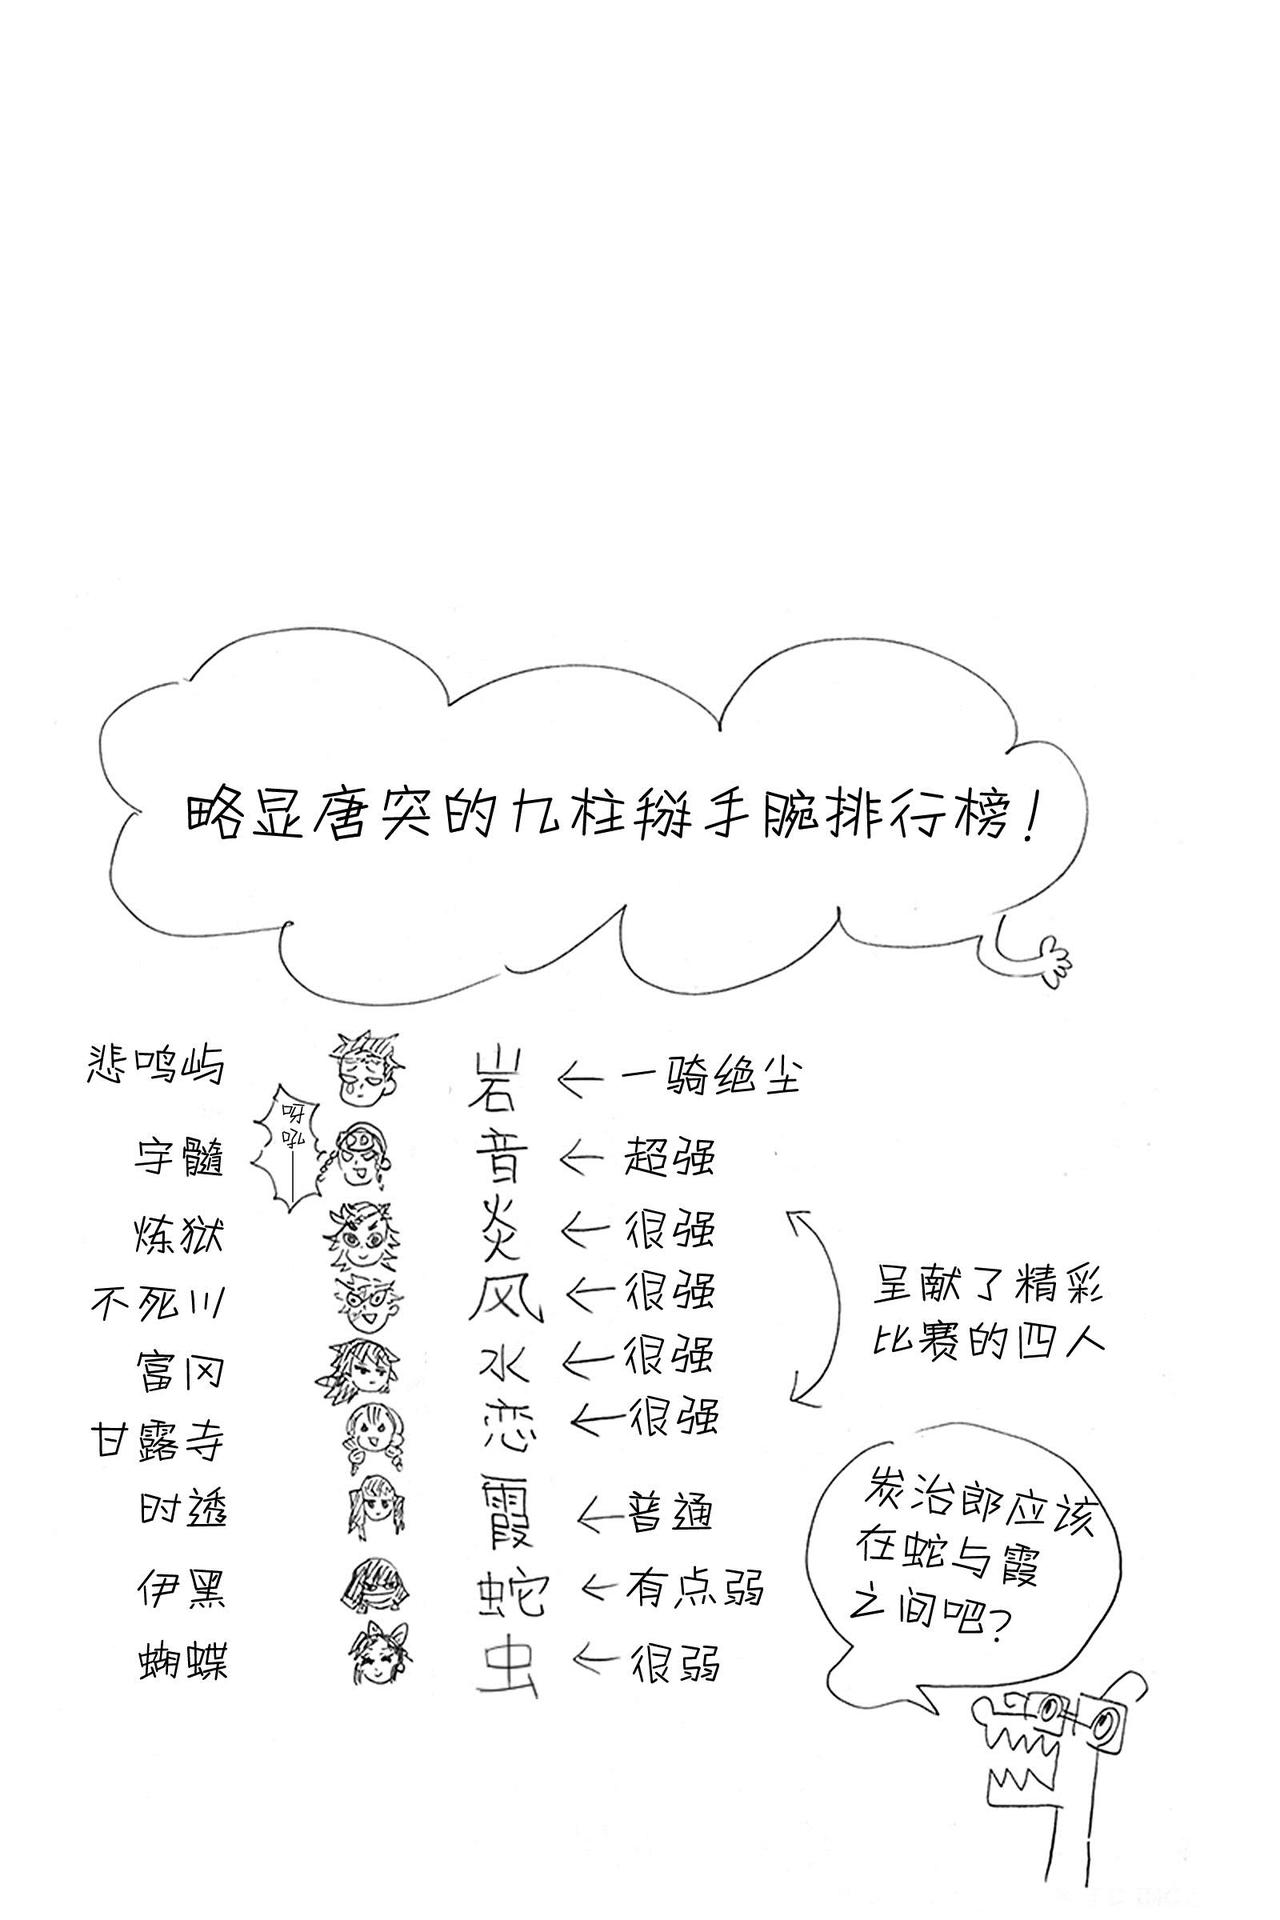 略显唐突的九柱掰手腕排行榜！
悲鸣屿 岩 ← 一骑绝尘
咖啦——
宇髓 音 ← 超强
炼狱 炎 ← 很强
不死川 风 ← 很强
富冈 水 ← 很强
甘露寺 恋 ← 很强
时透 霞 ← 普通
伊黑 蛇 ← 有点弱
蝴蝶 虫 ← 很弱
呈献了精彩
比赛的四人
炭治郎应该
在蛇与霞
之间吧？